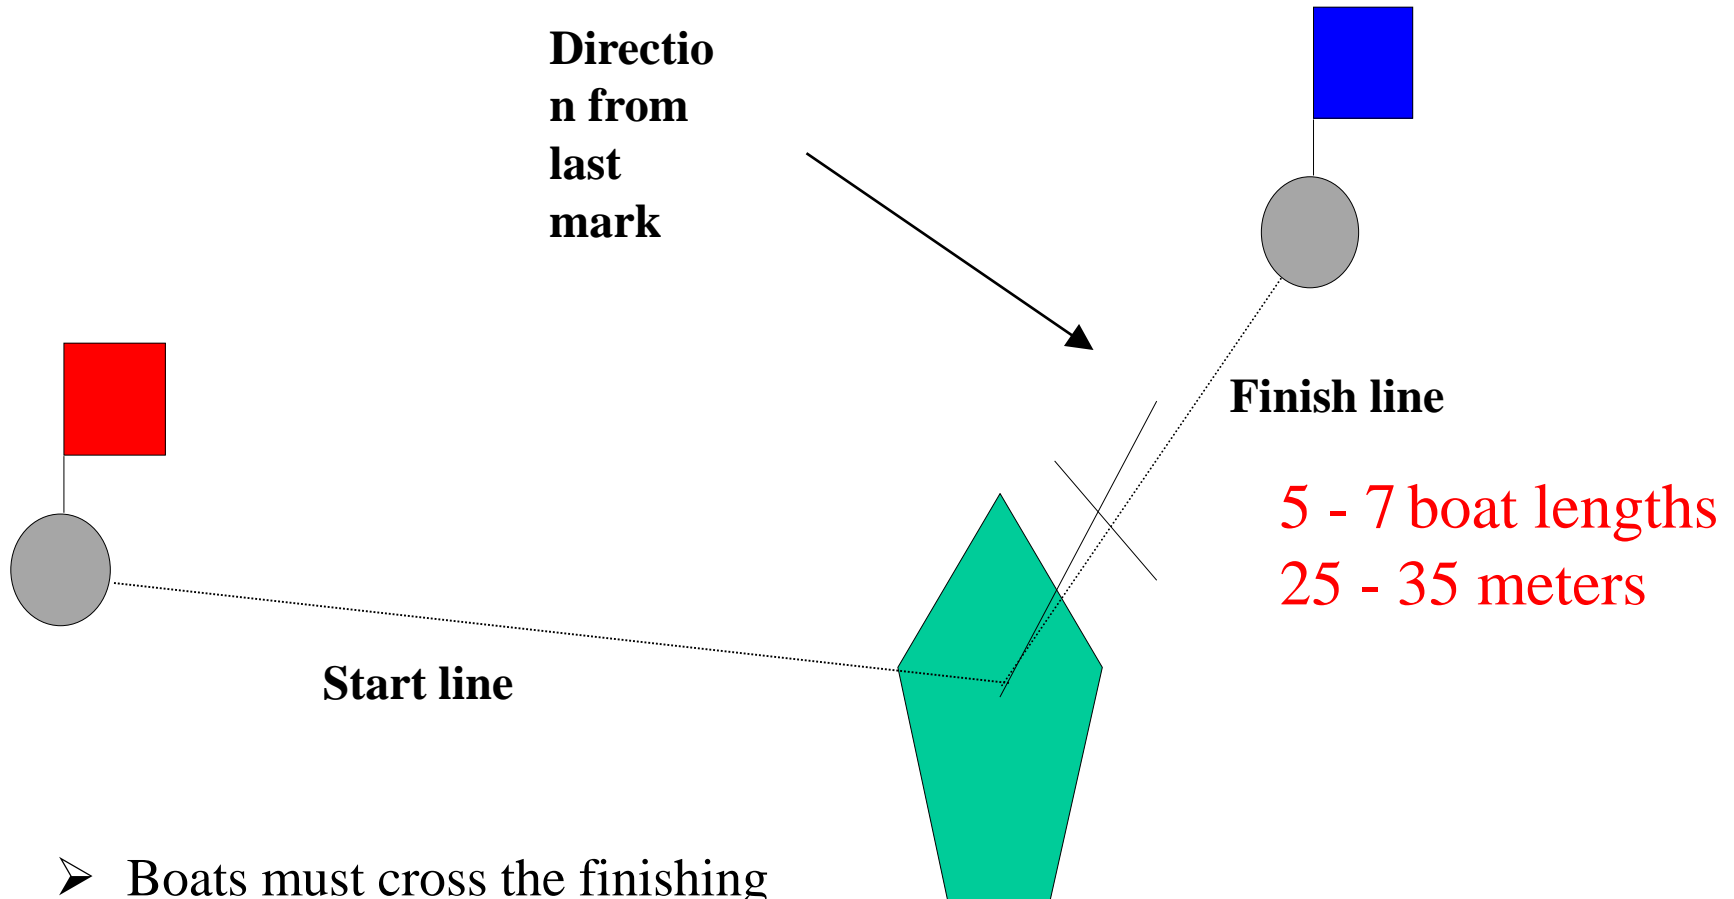 Directio
n from
last
mark
Finish line
5 - 7 boat lengths
25 - 35 meters
Start line
➢ Boats must cross the finishing